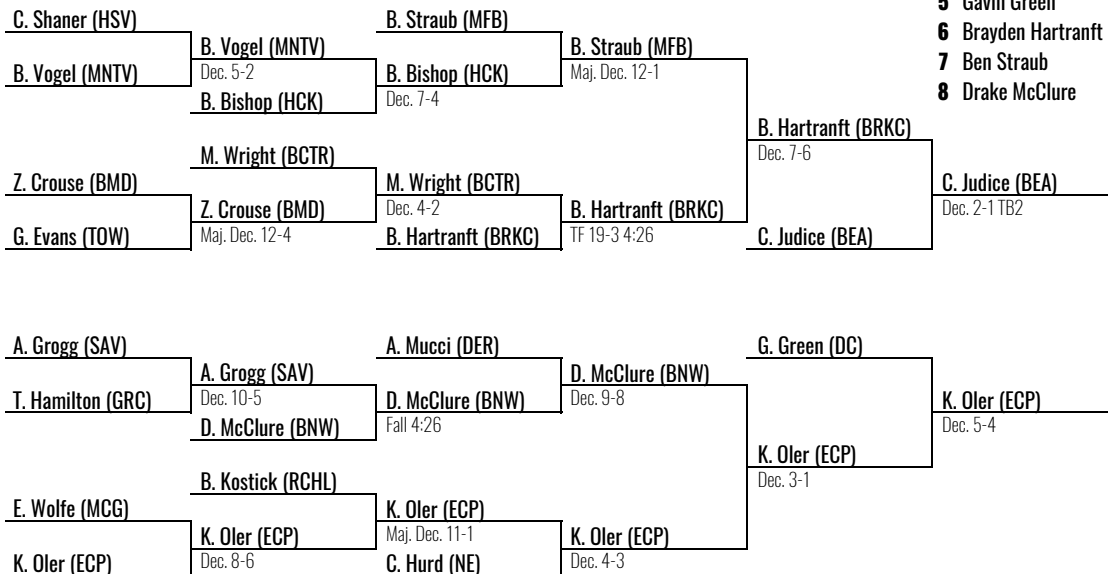 5 Gavin Green
6 Brayden Hartranft
7 Ben Straub
8 Drake McClure
C. Shaner (HSV)
B. Vogel (MNTV)
Z. Crouse (BMD)
G. Evans (TOW)
B. Vogel (MNTV)
Dec. 5-2
B. Bishop (HCK)
M. Wright (BCTR)
Z. Crouse (BMD)
Maj. Dec. 12-4
B. Straub (MFB)
B. Bishop (HCK)
Dec. 7-4
M. Wright (BCTR)
Dec. 4-2
B. Hartranft (BRKC)
B. Straub (MFB)
Maj. Dec. 12-1
B. Hartranft (BRKC)
TF 19-3 4:26
B. Hartranft (BRKC)
Dec. 7-6
C. Judice (BEA)
C. Judice (BEA)
Dec. 2-1 TB2
A. Grogg (SAV)
T. Hamilton (GRC)
E. Wolfe (MCG)
K. Oler (ECP)
A. Grogg (SAV)
Dec. 10-5
D. McClure (BNW)
B. Kostick (RCHL)
K. Oler (ECP)
Dec. 8-6
A. Mucci (DER)
D. McClure (BNW)
Fall 4:26
K. Oler (ECP)
Maj. Dec. 11-1
C. Hurd (NE)
D. McClure (BNW)
Dec. 9-8
K. Oler (ECP)
Dec. 4-3
G. Green (DC)
K. Oler (ECP)
Dec. 3-1
K. Oler (ECP)
Dec. 5-4